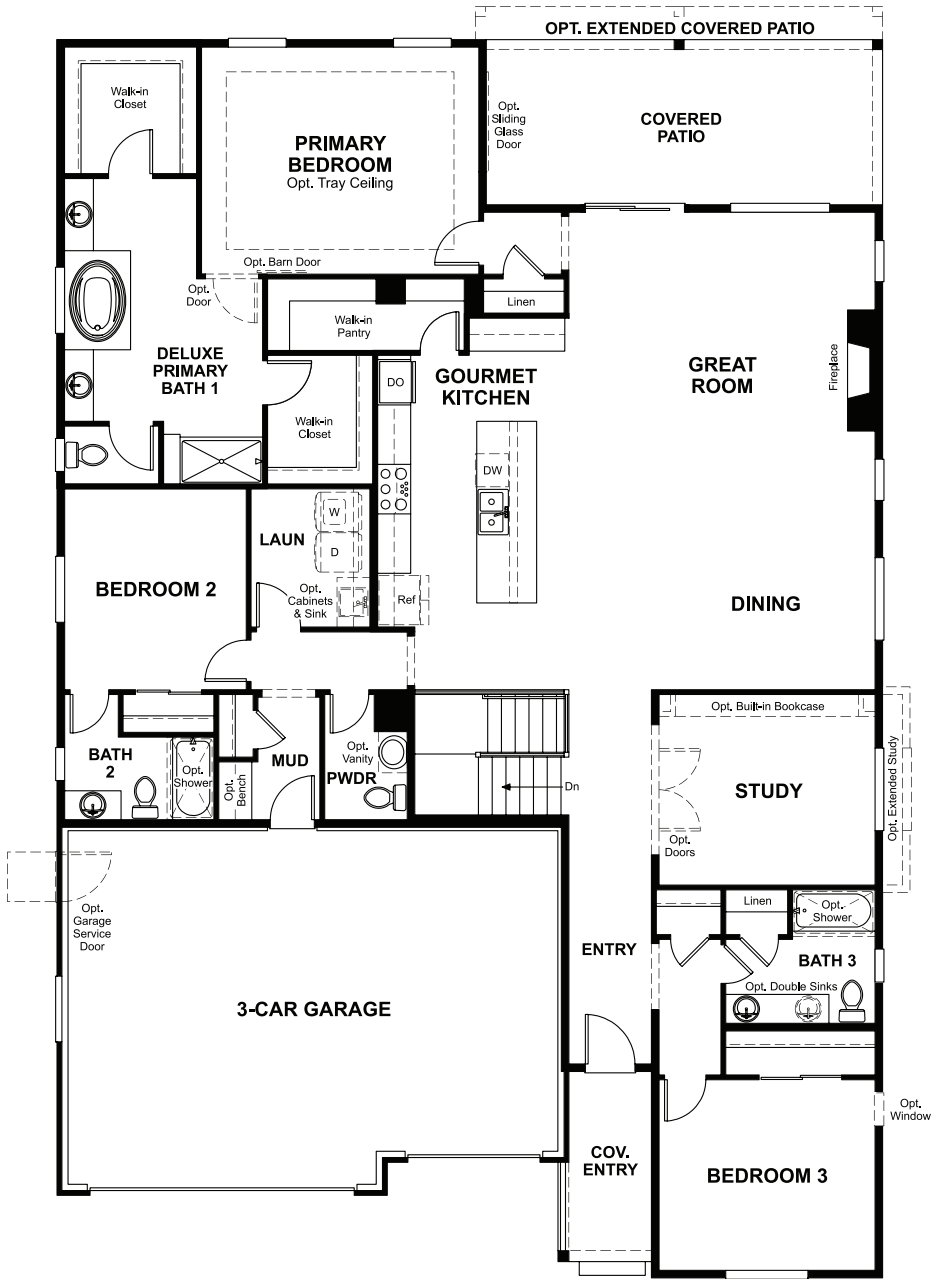 OPT. EXTENDED COVERED PATIO
Walk-in
Closet
PRIMARY
BEDROOM
Opt. Tray Ceiling
Opt.
Sliding
Glass
Door
COVERED
PATIO
Opt. Barn Door
Opt.
Door
Linen
Walk-in
Pantry
DELUXE
PRIMARY
BATH 1
DO
GOURMET
KITCHEN
GREAT
ROOM
Fireplace
Walk-in
Closet
DW
W
LAUN
D
BEDROOM 2
Opt.
Cabinets
& Sink
Ref
DINING
Opt. Built-in Bookcase
BATH
2
Opt.
Shower
Opt.
Bench
MUD
Opt.
Vanity
PWDR
Dn
STUDY
Opt. Extended Study
Opt.
Doors
Opt.
Garage
Service
Door
Linen
Opt.
Shower
ENTRY
BATH 3
Opt. Double Sinks
3-CAR GARAGE
Opt.
Window
COV.
ENTRY
BEDROOM 3